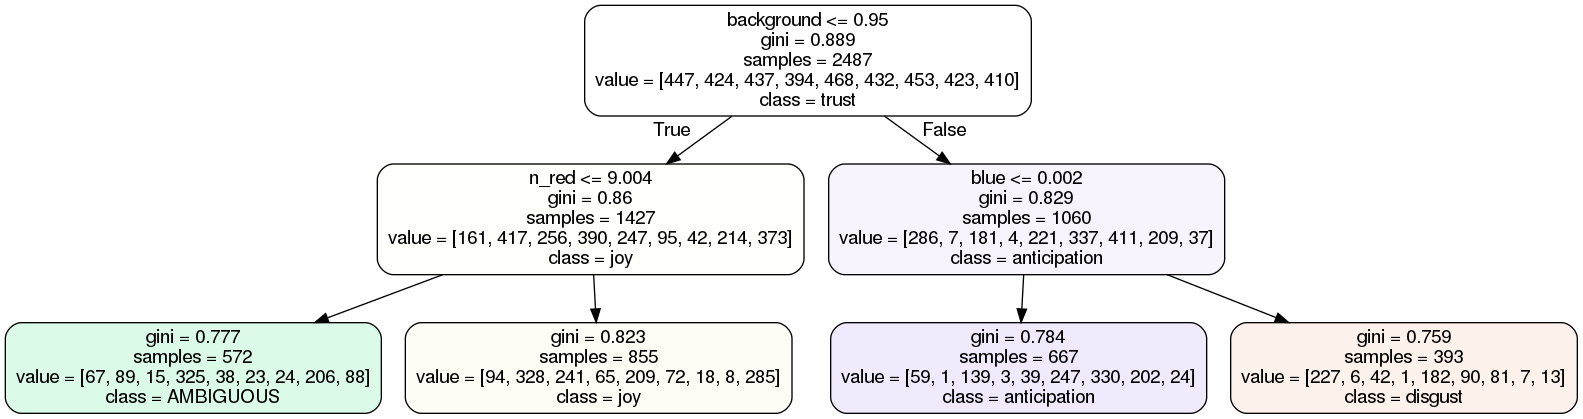 background <= 0.95
gini = 0.889
samples = 2487
value = [447, 424, 437, 394, 468, 432, 453, 423, 410]
class = trust
True
False
n_red <= 9.004
gini = 0.86
samples = 1427
value = [161, 417, 256, 390, 247, 95, 42, 214, 373]
class = joy
blue <= 0.002
gini = 0.829
samples = 1060
value = [286, 7, 181, 4, 221, 337, 411, 209, 37]
class = anticipation
gini = 0.777
samples = 572
value = [67, 89, 15, 325, 38, 23, 24, 206, 88]
class = AMBIGUOUS
gini = 0.823
samples = 855
value = [94, 328, 241, 65, 209, 72, 18, 8, 285]
class = joy
gini = 0.784
samples = 667
value = [59, 1, 139, 3, 39, 247, 330, 202, 24]
class = anticipation
gini = 0.759
samples = 393
value = [227, 6, 42, 1, 182, 90, 81, 7, 13]
class = disgust